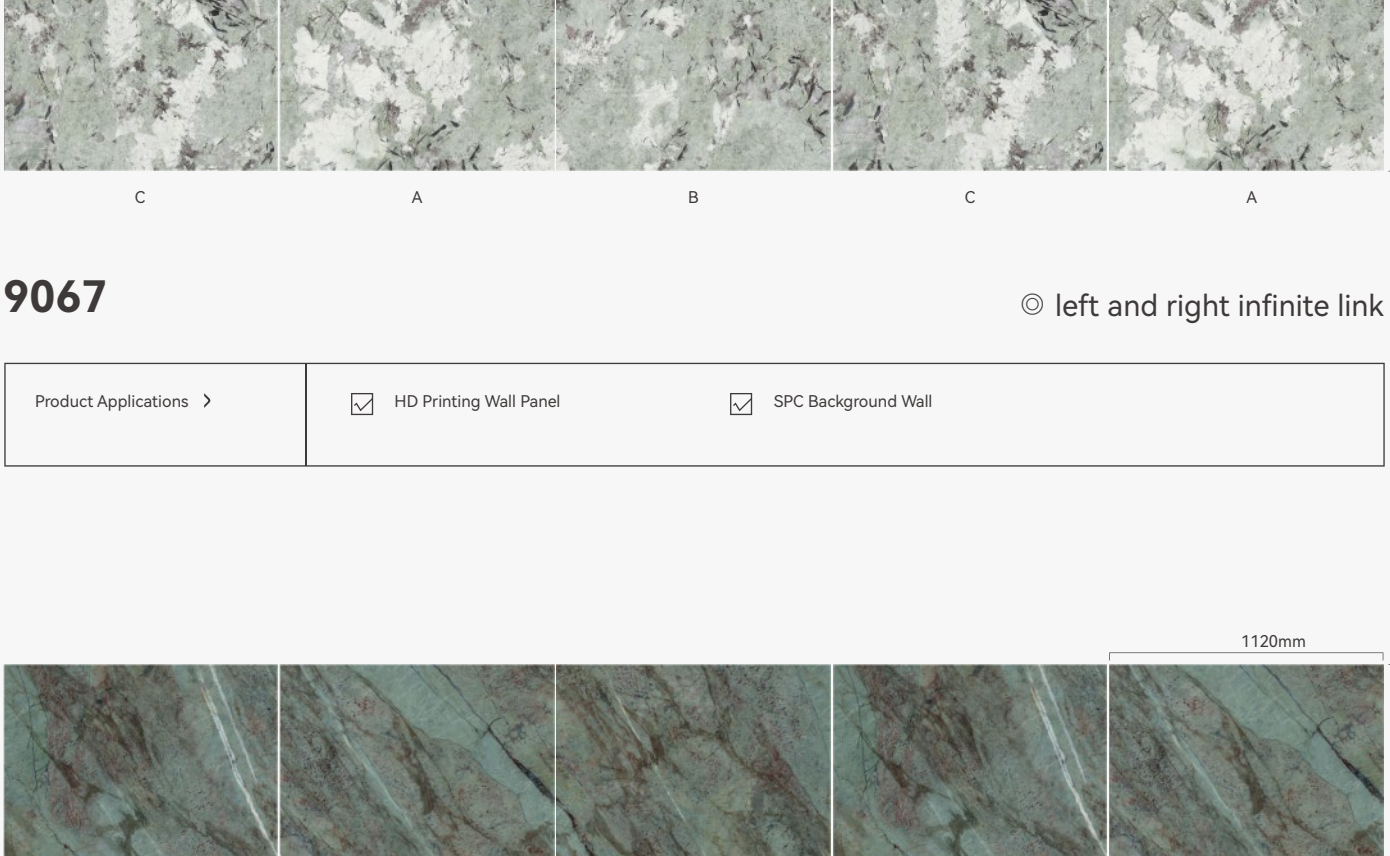 C A B C A
9067
left and right infinite link
Product Applications HD Printing Wall Panel SPC Background Wall
1120mm